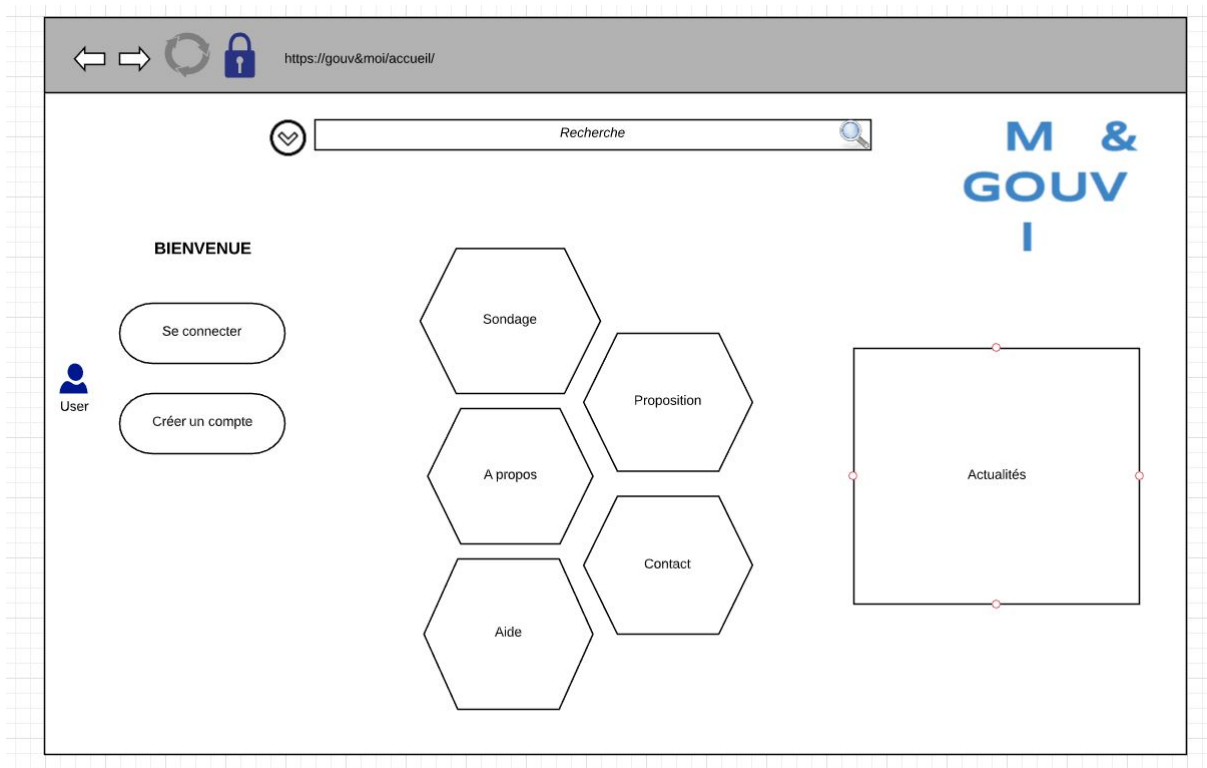 https://gouv&moi/accueil/
Recherche
M &
GOUV
I
BIENVENUE
Se connecter
User
Créer un compte
Sondage
Proposition
A propos
Contact
Aide
Actualités